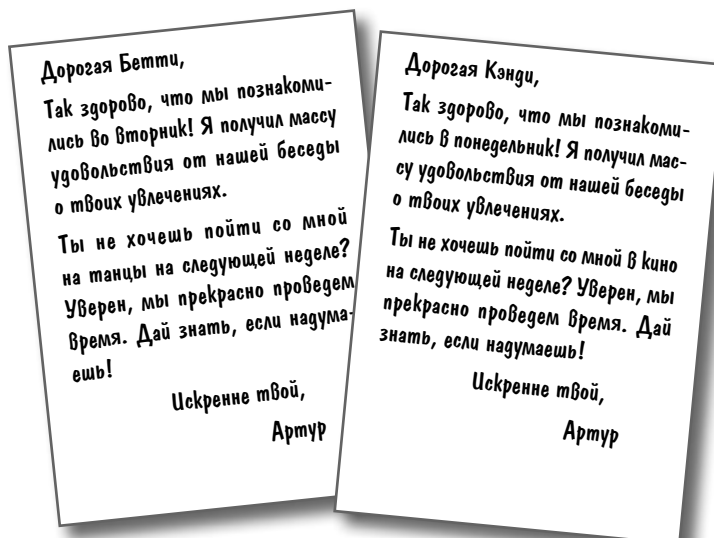 Дорогая Бетти,
Так здорово, что мы познакоми-
лись во вторник! Я получил массу
удовольствия от нашей беседы
о твоих увлечениях.
Ты не хочешь пойти со мной
на танцы на следующей неделе?
Уверен, мы прекрасно проведем
время. Дай знать, если надума-
ешь!
Искренне твой,
Артур
Дорогая Кэнди,
Так здорово, что мы познакоми-
лись в понедельник! Я получил мас-
су удовольствия от нашей беседы
о твоих увлечениях.
Ты не хочешь пойти со мной в кино
на следующей неделе? Уверен, мы
прекрасно проведем время. Дай
знать, если надумаешь!
Искренне твой,
Артур